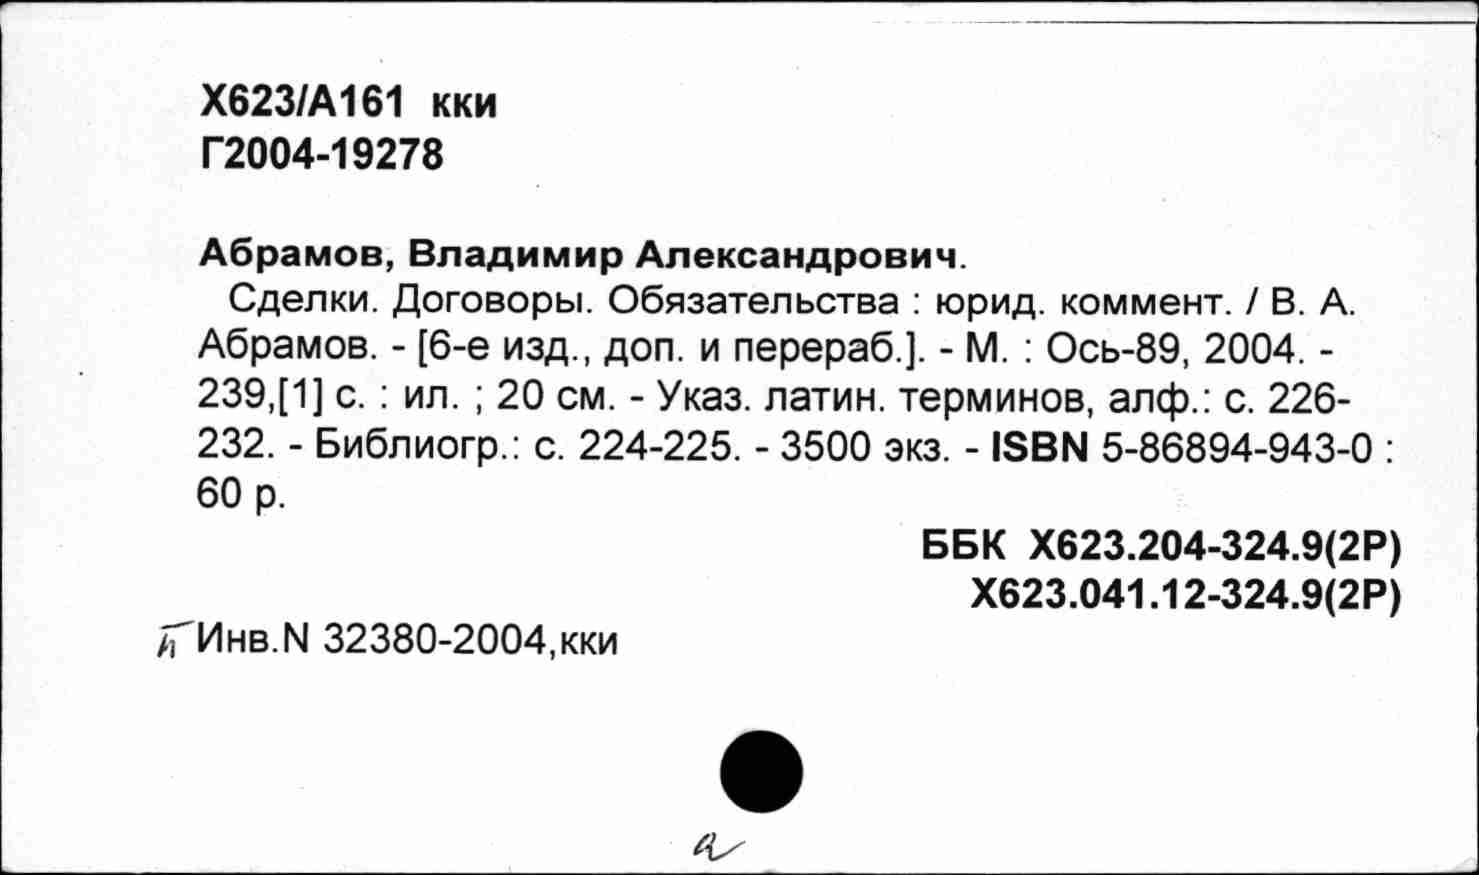 Х623/А161 кки
Г2004-19278
Абрамов, Владимир Александрович.
Сделки. Договоры. Обязательства : юрид. коммент. / В. А.
Абрамов. - [6-е изд., доп. и перераб.]. - М. : Ось-89, 2004. -
239,[1] с. : ил. ; 20 см. - Указ. латин. терминов, алф.: с. 226-
232. - Библиогр.: с. 224-225. - 3500 экз. - ISBN 5-86894-943-0 :
60 р.
ББК Х623.204-324.9(2Р)
Х623.041.12-324.9(2Р)
Инв.N 32380-2004,кки
а